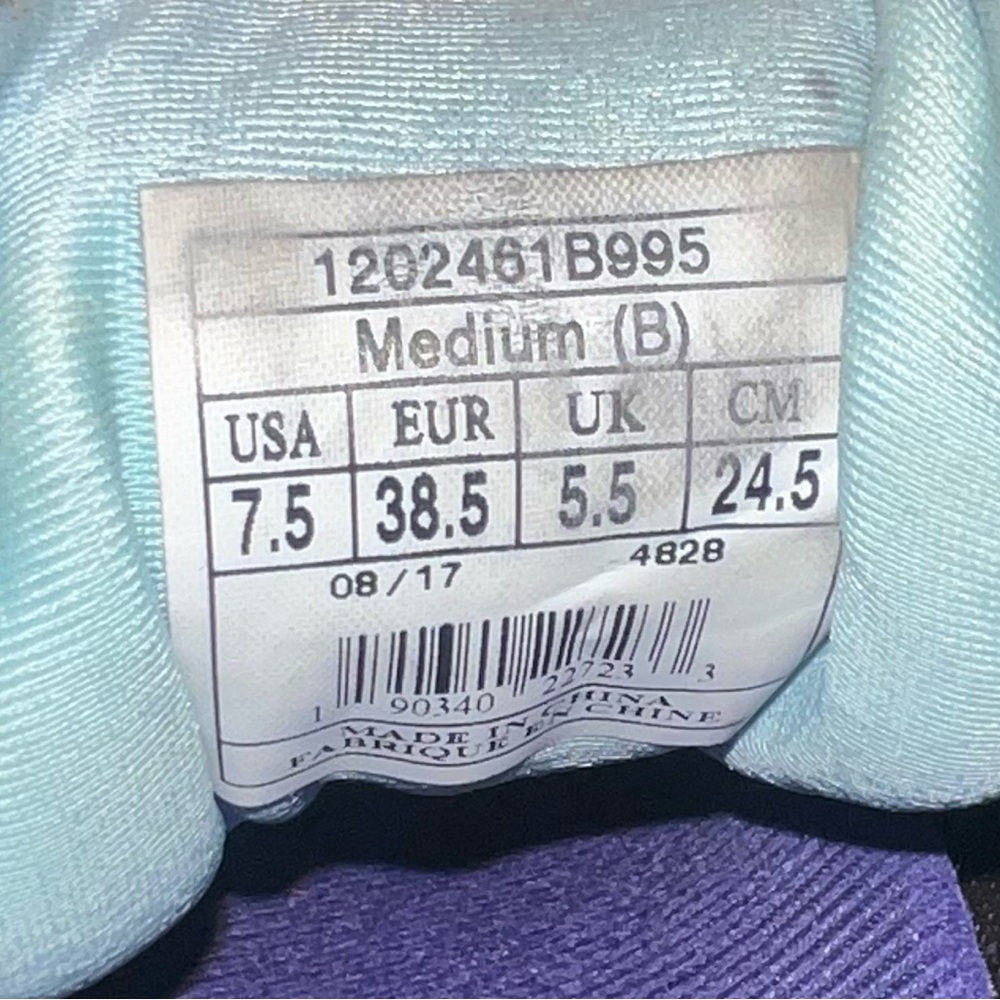 1202461B995
Medium (B)
USA EUR UK CM
7.5 38.5 5.5 24.5
08/17 4828
1 90340 22723 3
MADE IN CHINA
FABRIQUE EN CHINE